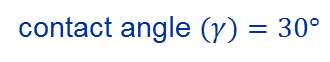 contact angle (γ) = 30°